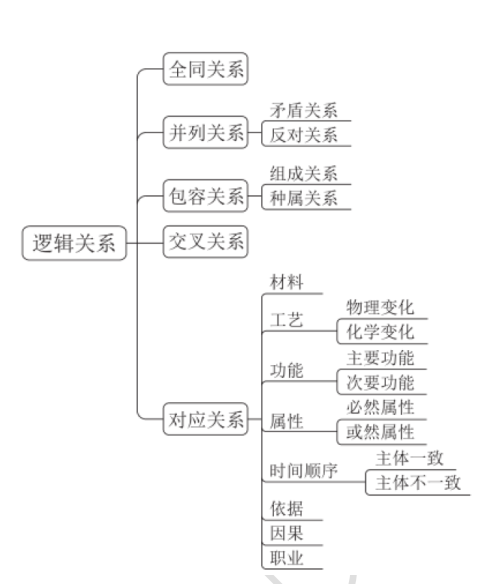 逻辑关系
全同关系
并列关系
矛盾关系
反对关系
包容关系
组成关系
种属关系
交叉关系
对应关系
材料
工艺
物理变化
化学变化
功能
主要功能
次要功能
属性
必然属性
或然属性
时间顺序
主体一致
主体不一致
依据
因果
职业